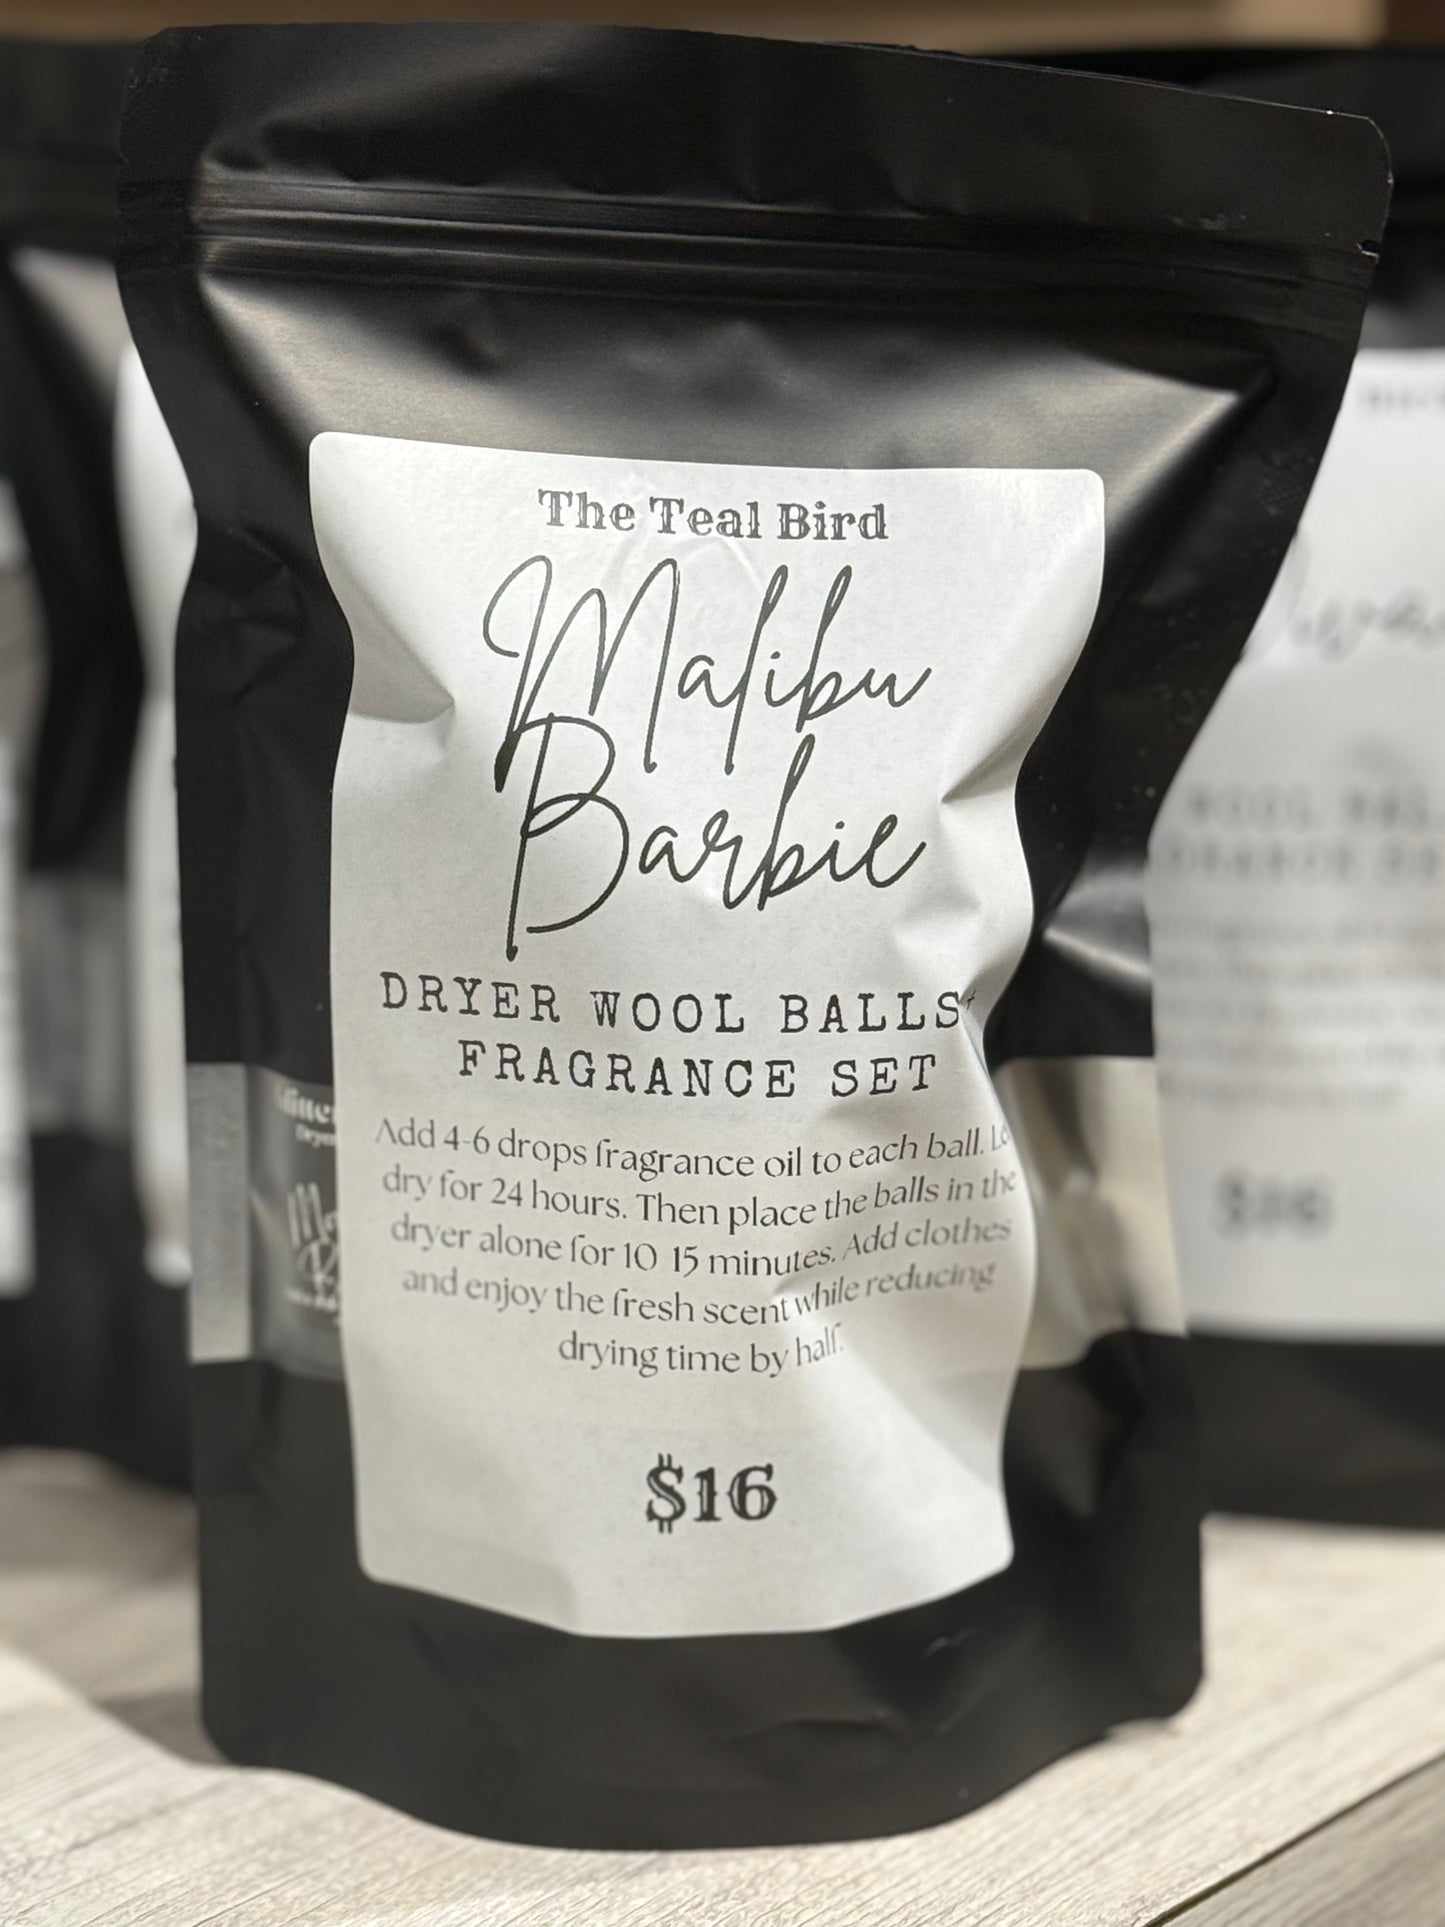 The Teal Bird
Malibu
Barbie
DRYER WOOL BALLS+
FRAGRANCE SET
Add 4-6 drops fragrance oil to each ball.
dry for 24 hours. Then place the balls in the
dryer alone for 10 15 minutes. Add clothes
and enjoy the fresh scent while reducing
drying time by half.
$16
$16